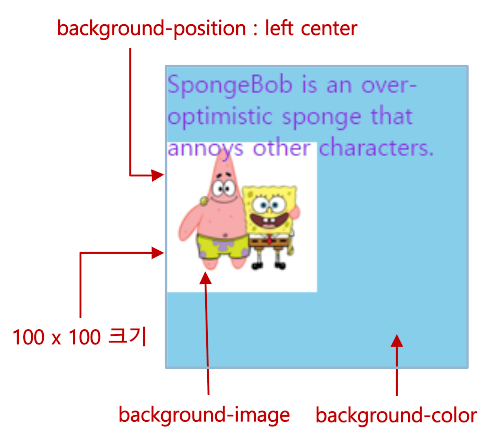 background-position : left center
SpongeBob is an over-
optimistic sponge that
annoys other characters.
100 x 100 크기
background-image
background-color